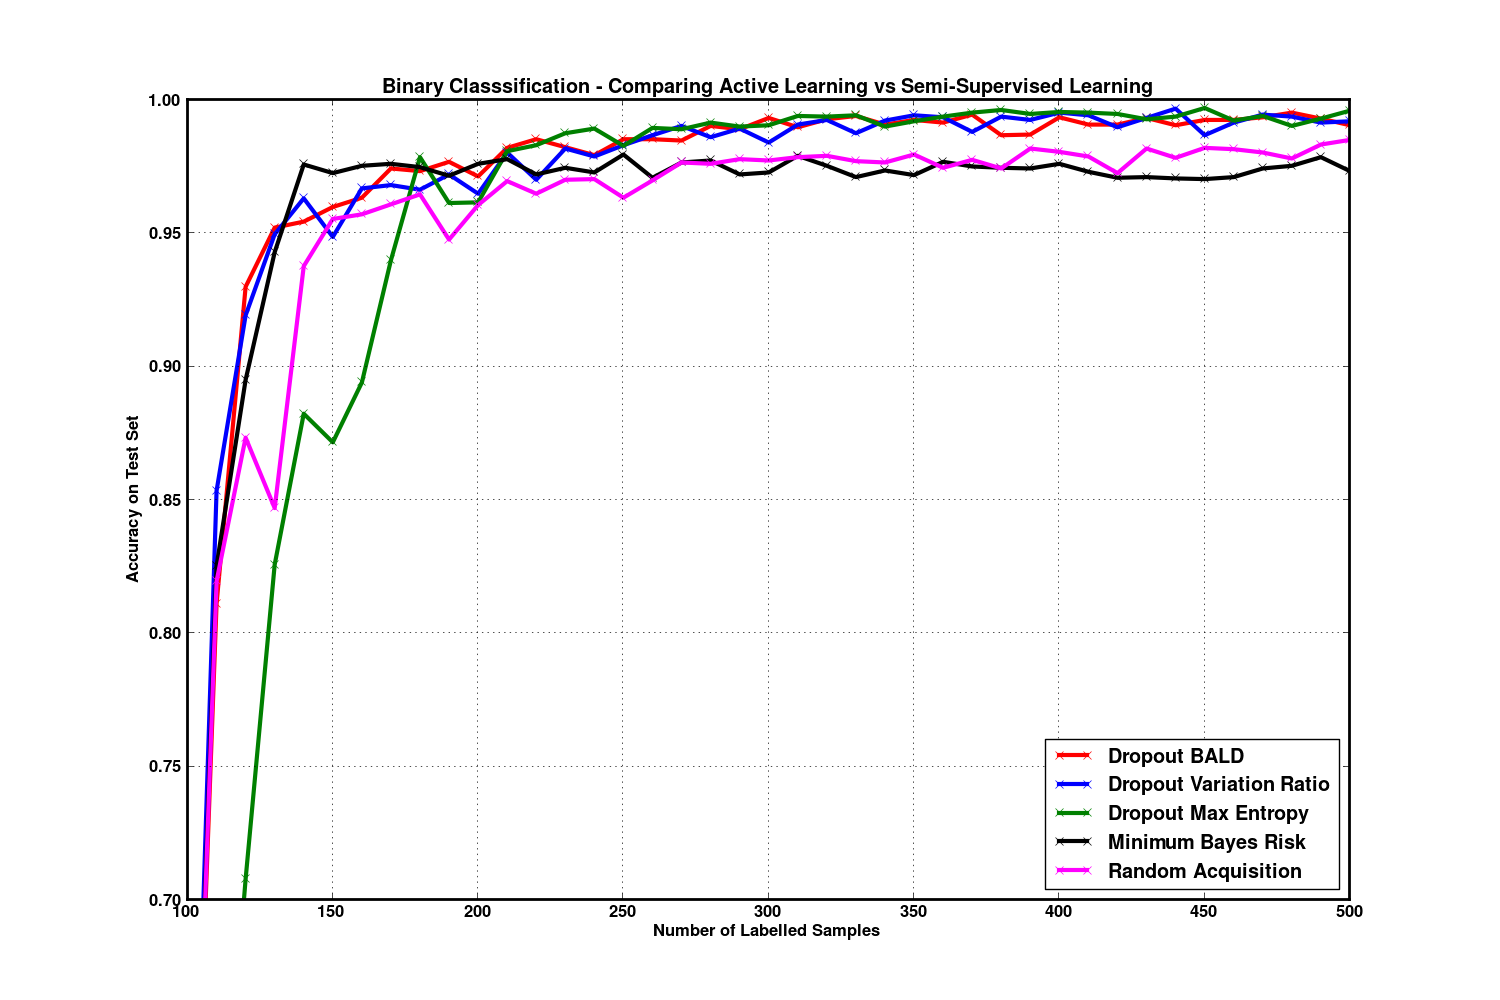 Binary Classsification - Comparing Active Learning vs Semi-Supervised Learning
1.00
0.95
0.90
0.85
0.80
0.75
0.70
Accuracy on Test Set
100 150 200 250 300 350 400 450 500
Number of Labelled Samples
Dropout BALD
Dropout Variation Ratio
Dropout Max Entropy
Minimum Bayes Risk
Random Acquisition